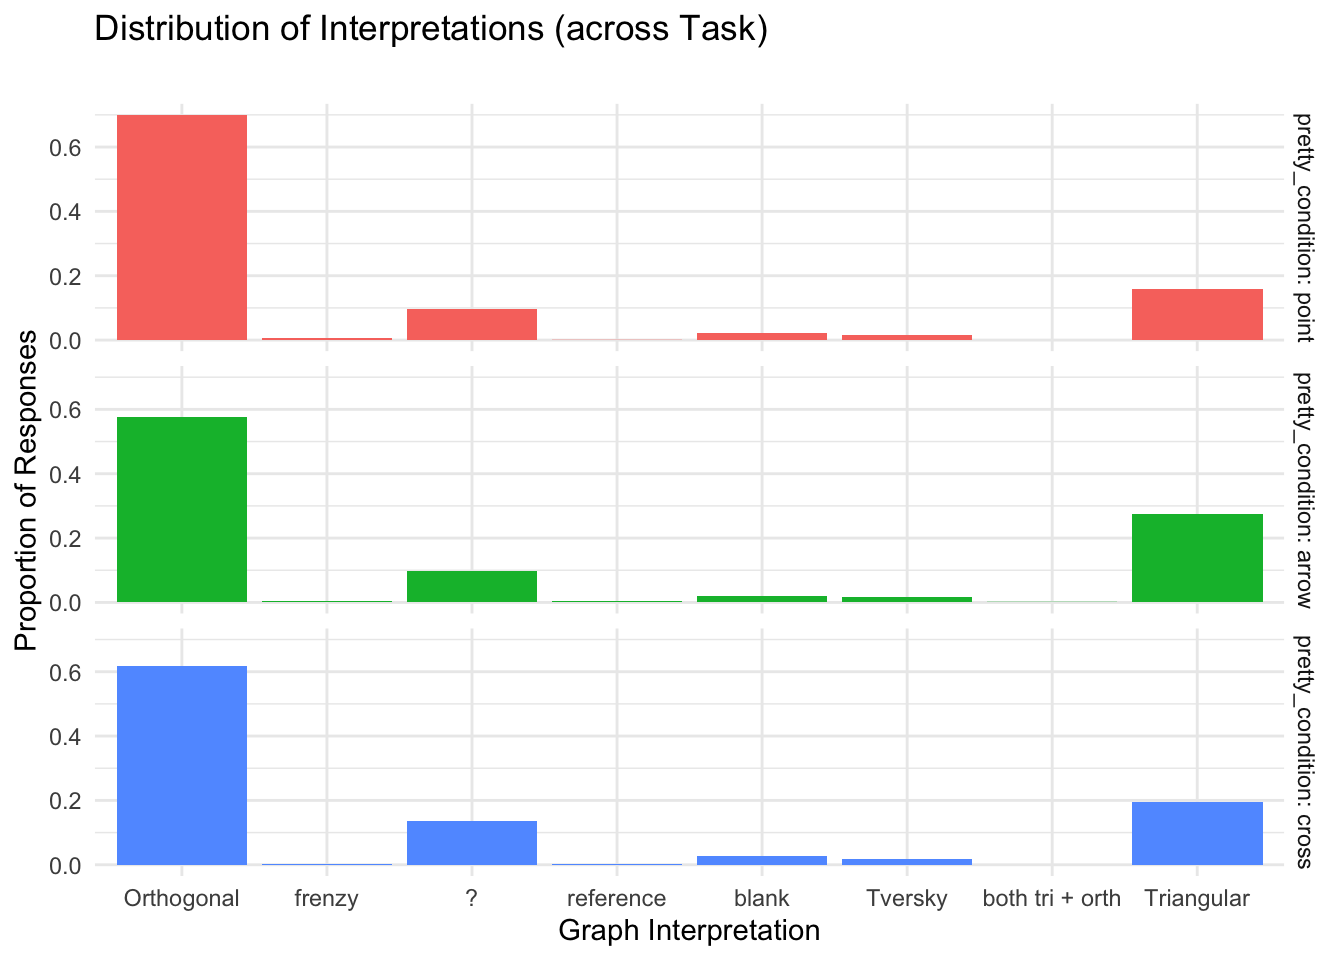 Distribution of Interpretations (across Task)
Proportion of Responses
0.6
0.4
0.2
0.0
pretty_condition: point
0.6
0.4
0.2
0.0
pretty_condition: arrow
0.6
0.4
0.2
0.0
pretty_condition: cross
Orthogonal frenzy ? reference blank Tversky both tri + orth Triangular
Graph Interpretation